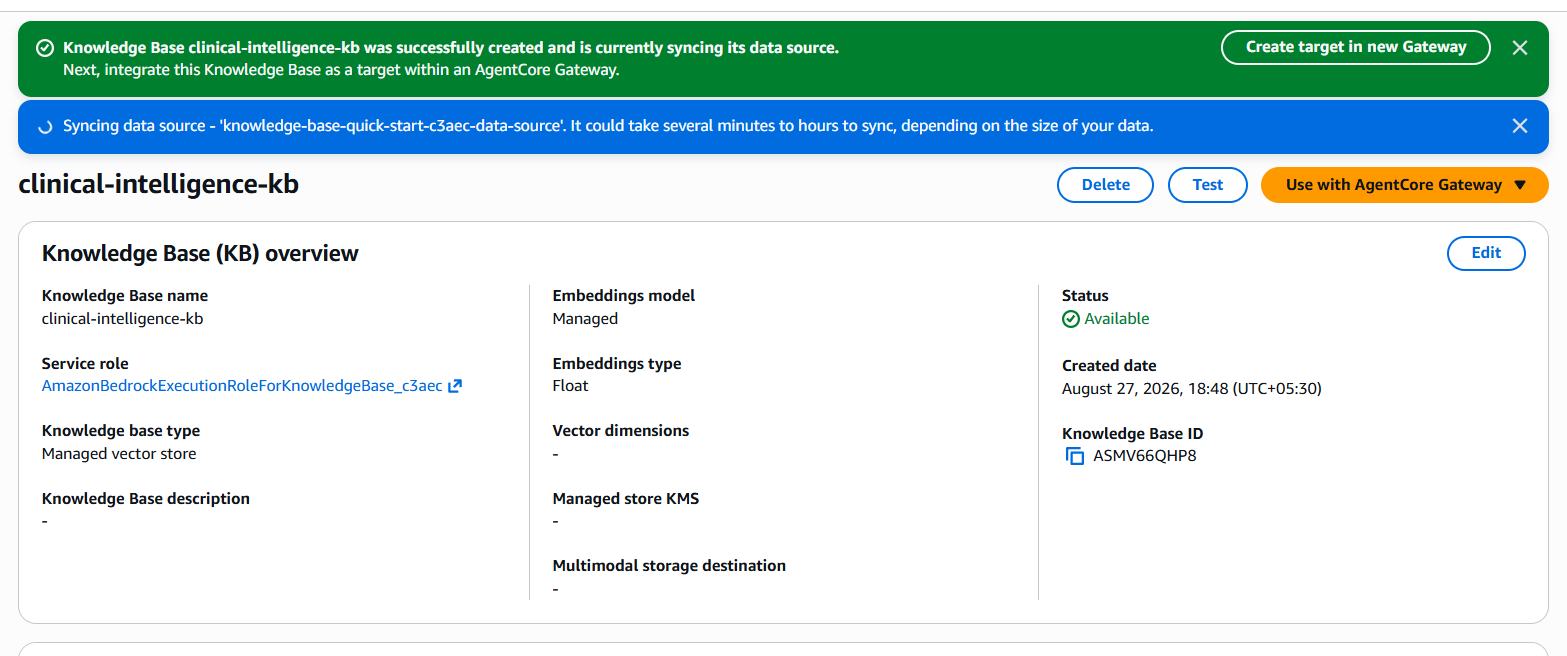 Knowledge Base clinical-intelligence-kb was successfully created and is currently syncing its data source.
Next, integrate this Knowledge Base as a target within an AgentCore Gateway.
Create target in new Gateway
Syncing data source - 'knowledge-base-quick-start-c3aec-data-source'. It could take several minutes to hours to sync, depending on the size of your data.
clinical-intelligence-kb
Delete
Test
Use with AgentCore Gateway
Knowledge Base (KB) overview
Edit
Knowledge Base name
clinical-intelligence-kb
Service role
AmazonBedrockExecutionRoleForKnowledgeBase_c3aec
Knowledge base type
Managed vector store
Knowledge Base description
-
Embeddings model
Managed
Embeddings type
Float
Vector dimensions
-
Managed store KMS
-
Multimodal storage destination
-
Status
Available
Created date
August 27, 2026, 18:48 (UTC+05:30)
Knowledge Base ID
ASMV66QHP8